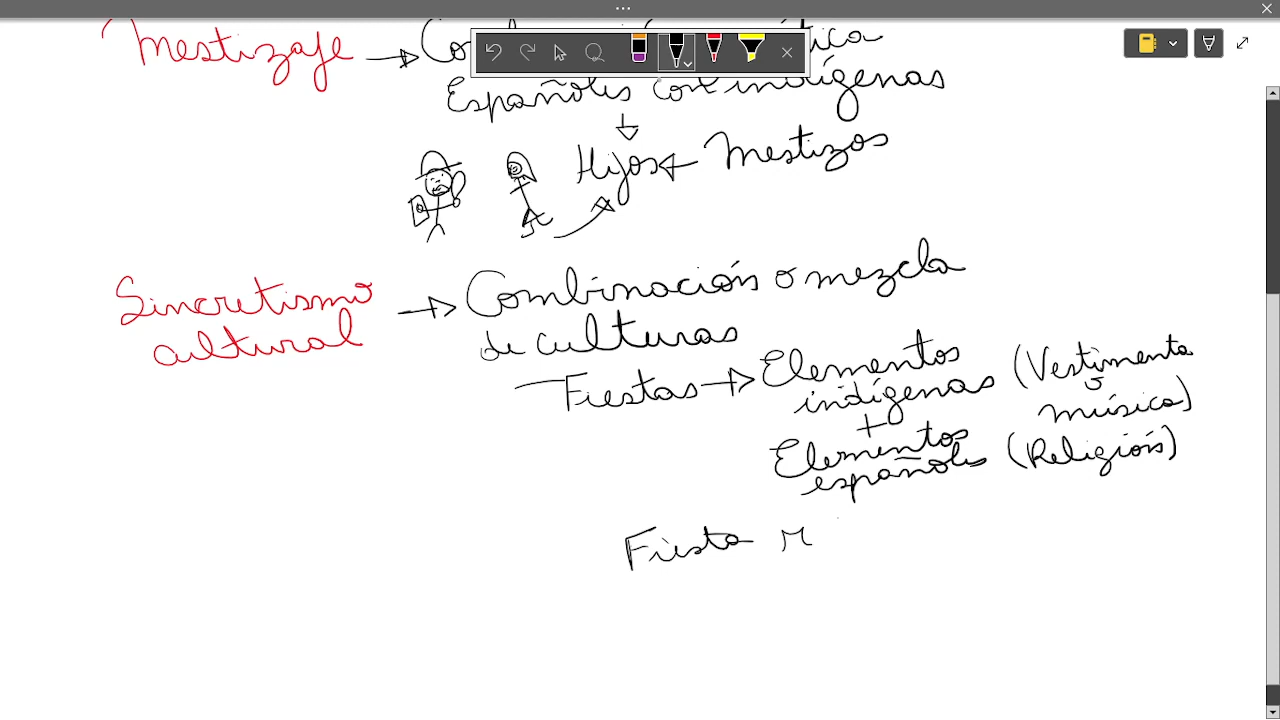 Mestizaje
Españoles con indígenas
Hijos Mestizos
Sincretismo
cultural
Combinación o mezcla
de culturas
Fiestas
Elementos
indígenas (Vestimenta
o
música)
+
Elementos
españoles (Religión)
Fiesta